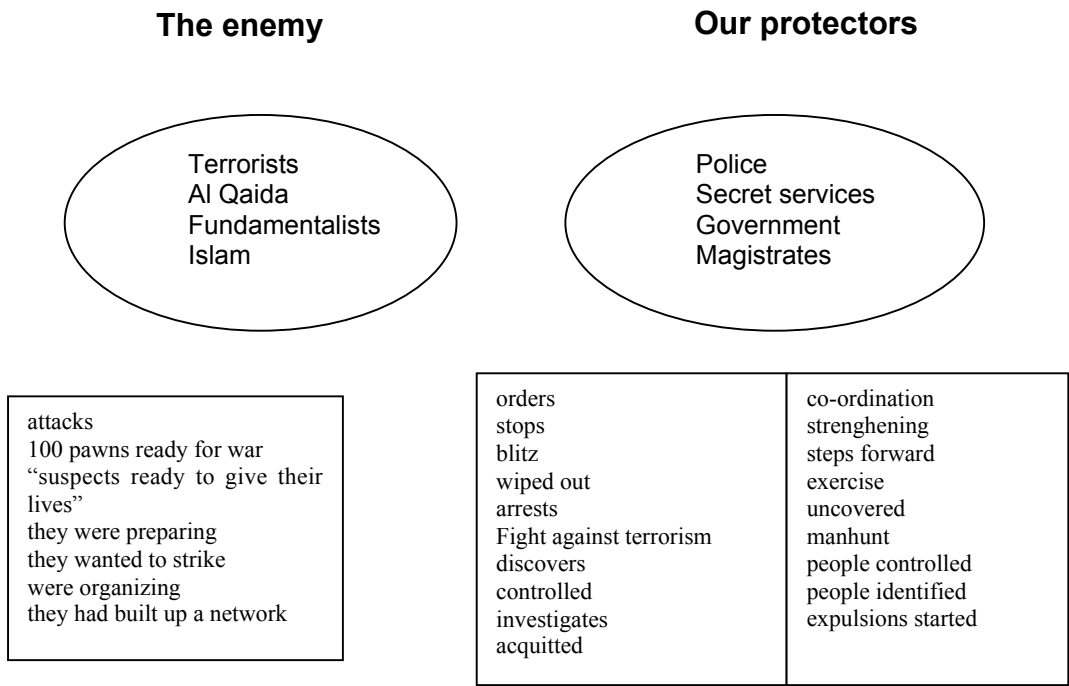 The enemy
Our protectors
Terrorists
Al Qaida
Fundamentalists
Islam
Police
Secret services
Government
Magistrates
attacks
100 pawns ready for war
“suspects ready to give their
lives”
they were preparing
they wanted to strike
were organizing
they had built up a network
orders
stops
blitz
wiped out
arrests
Fight against terrorism
discovers
controlled
investigates
acquitted
co-ordination
strenghening
steps forward
exercise
uncovered
manhunt
people controlled
people identified
expulsions started